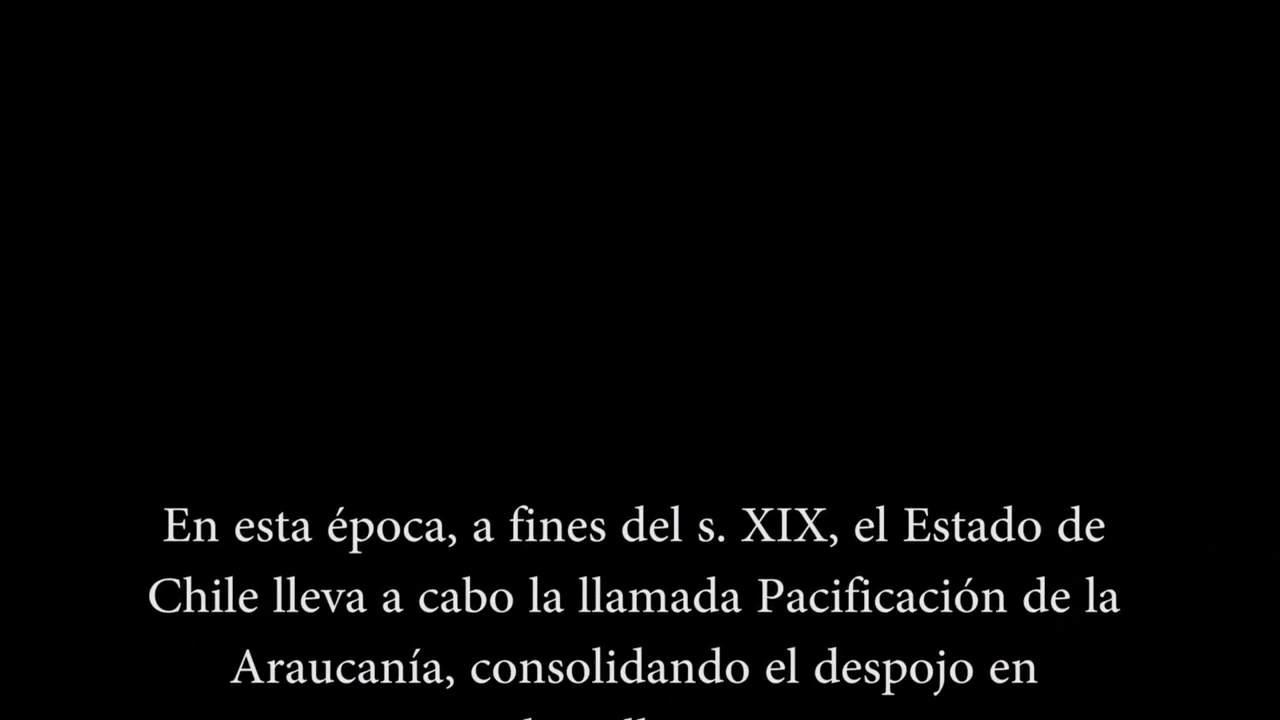 En esta época, a fines del s. XIX, el Estado de
Chile lleva a cabo la llamada Pacificación de la
Araucanía, consolidando el despojo en